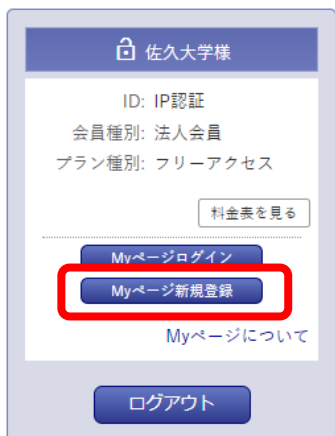 佐久大学様
ID: IP認証
会員種別: 法人会員
プラン種別: フリーアクセス
料金表を見る
Myページログイン
Myページ新規登録
Myページについて
ログアウト